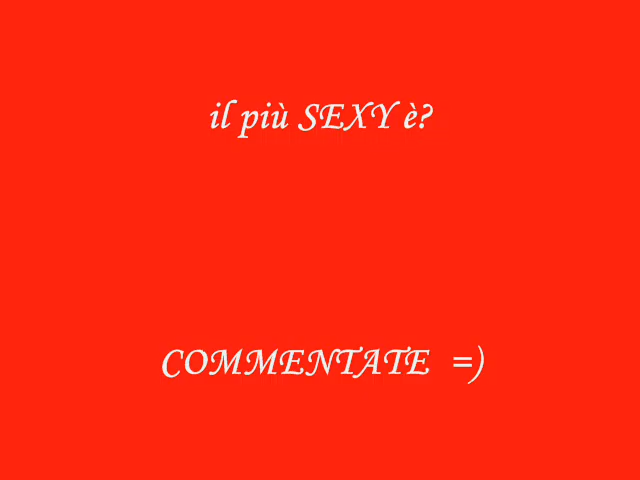 il più SEXY è?
COMMENTATE =)